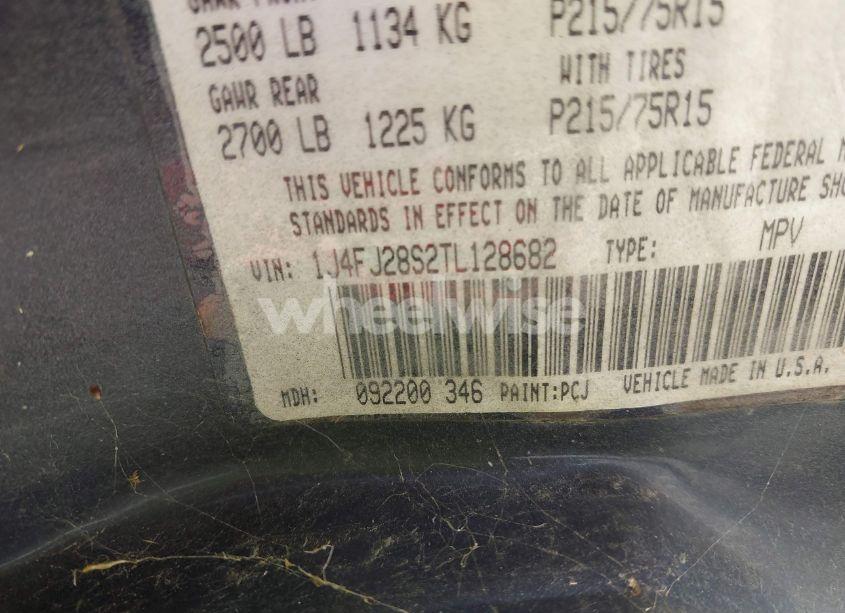 2500 LB 1134 KG P215/75R15
GAWR REAR WITH TIRES
2700 LB 1225 KG P215/75R15
THIS VEHICLE CONFORMS TO ALL APPLICABLE FEDERAL
STANDARDS IN EFFECT ON THE DATE OF MANUFACTURE
VIN: 1J4FJ28S2TL128682 TYPE: MPV
wheelwise
MDH: 092200 346 PAINT:PCJ VEHICLE MADE IN U.S.A.